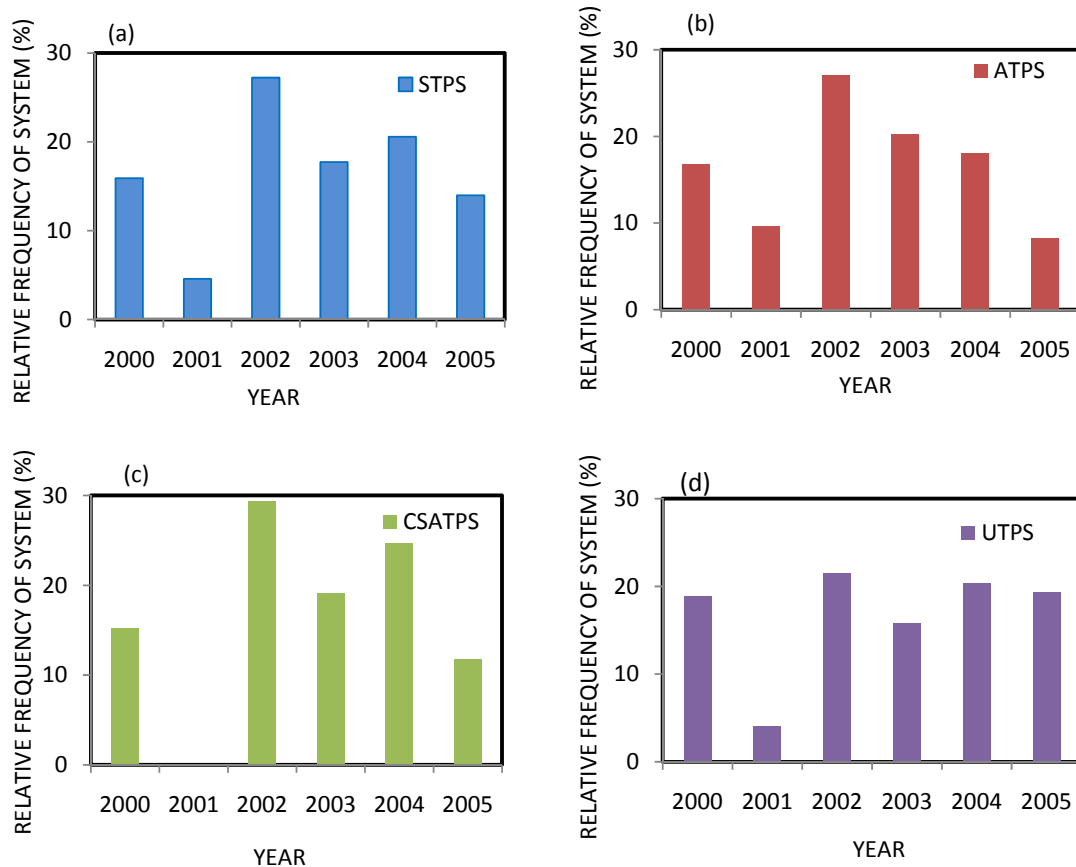 (a)
RELATIVE FREQUENCY OF SYSTEM (%)
30
20
10
0
STPS
2000 2001 2002 2003 2004 2005
YEAR
(b)
RELATIVE FREQUENCY OF SYSTEM (%)
30
20
10
0
ATPS
2000 2001 2002 2003 2004 2005
YEAR
(c)
RELATIVE FREQUENCY OF SYSTEM (%)
30
20
10
0
CSATPS
2000 2001 2002 2003 2004 2005
YEAR
(d)
RELATIVE FREQUENCY OF SYSTEM (%)
30
20
10
0
UTPS
2000 2001 2002 2003 2004 2005
YEAR